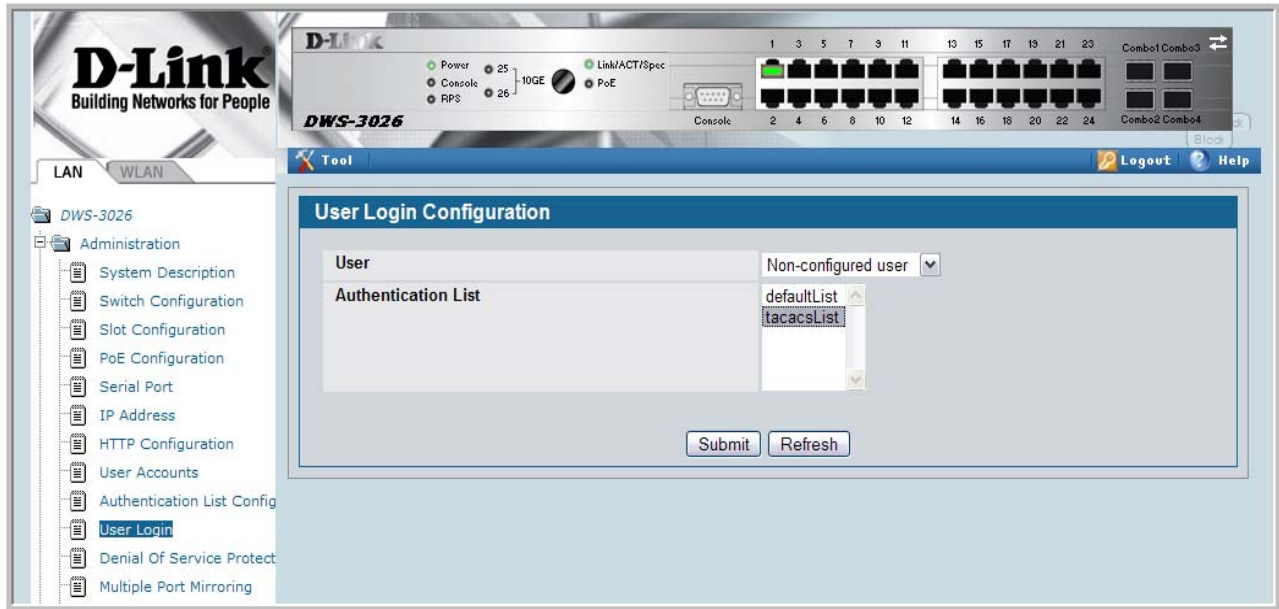 D-Link
Building Networks for People
D-Link
Power
Console
RPS
25
26
10GE
Link/ACT/Spec
PoE
1 3 5 7 9 11 13 15 17 19 21 23 Combo1 Combo3
DWS-3026
Console
2 4 6 8 10 12 14 16 18 20 22 24 Combo2 Combo4
Block
Tool
Logout
Help
LAN
WLAN
DWS-3026
Administration
System Description
Switch Configuration
Slot Configuration
PoE Configuration
Serial Port
IP Address
HTTP Configuration
User Accounts
Authentication List Config
User Login
Denial Of Service Protect
Multiple Port Mirroring
User Login Configuration
User
Non-configured user
Authentication List
defaultList
tacacsList
Submit
Refresh